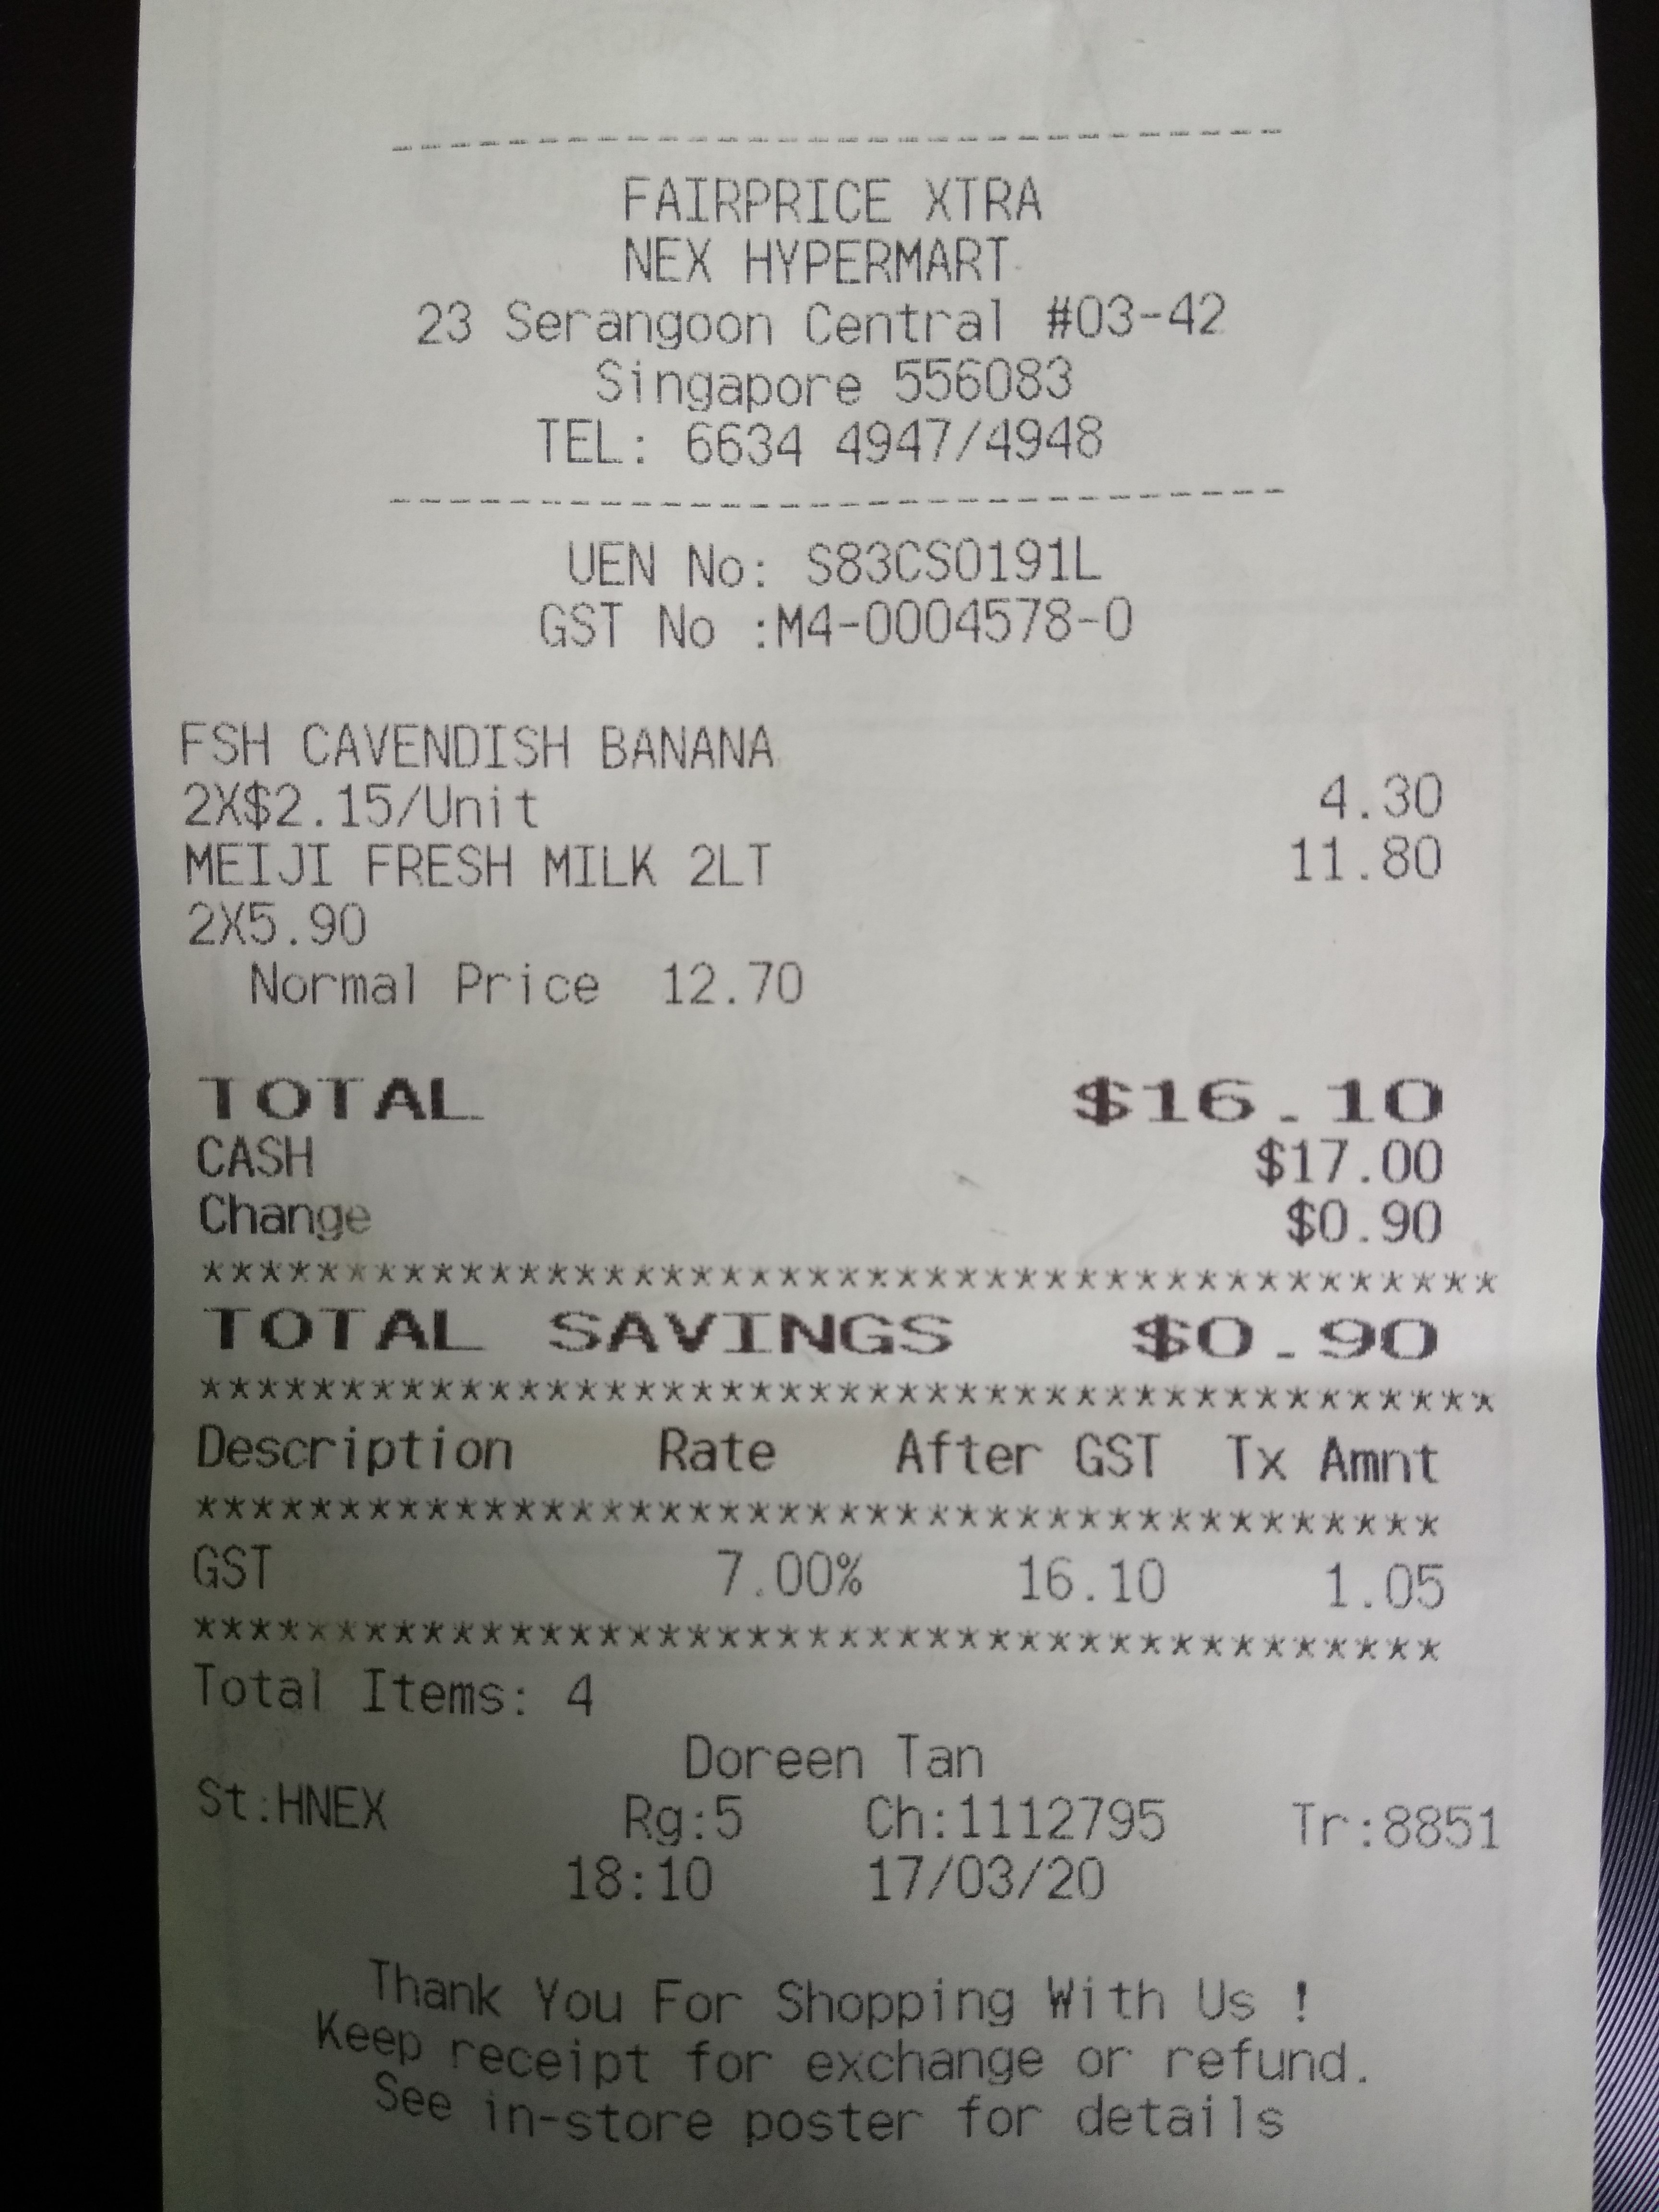 --------------------------------
FAIRPRICE XTRA
NEX HYPERMART
23 Serangoon Central #03-42
Singapore 556083
TEL: 6634 4947/4948
--------------------------------
UEN No: S83CS0191L
GST No :M4-0004578-0
FSH CAVENDISH BANANA
2X$2.15/Unit 4.30
MEIJI FRESH MILK 2LT 11.80
2X5.90
Normal Price 12.70
TOTAL $16.10
CASH $17.00
Change $0.90
*********************************************
TOTAL SAVINGS $0.90
*********************************************
Description Rate After GST Tx Amnt
*******************************************
GST 7.00% 16.10 1.05
*******************************************
Total Items: 4
Doreen Tan
St:HNEX Rg:5 Ch:1112795 Tr:8851
18:10 17/03/20
Thank You For Shopping With Us !
Keep receipt for exchange or refund.
See in-store poster for details